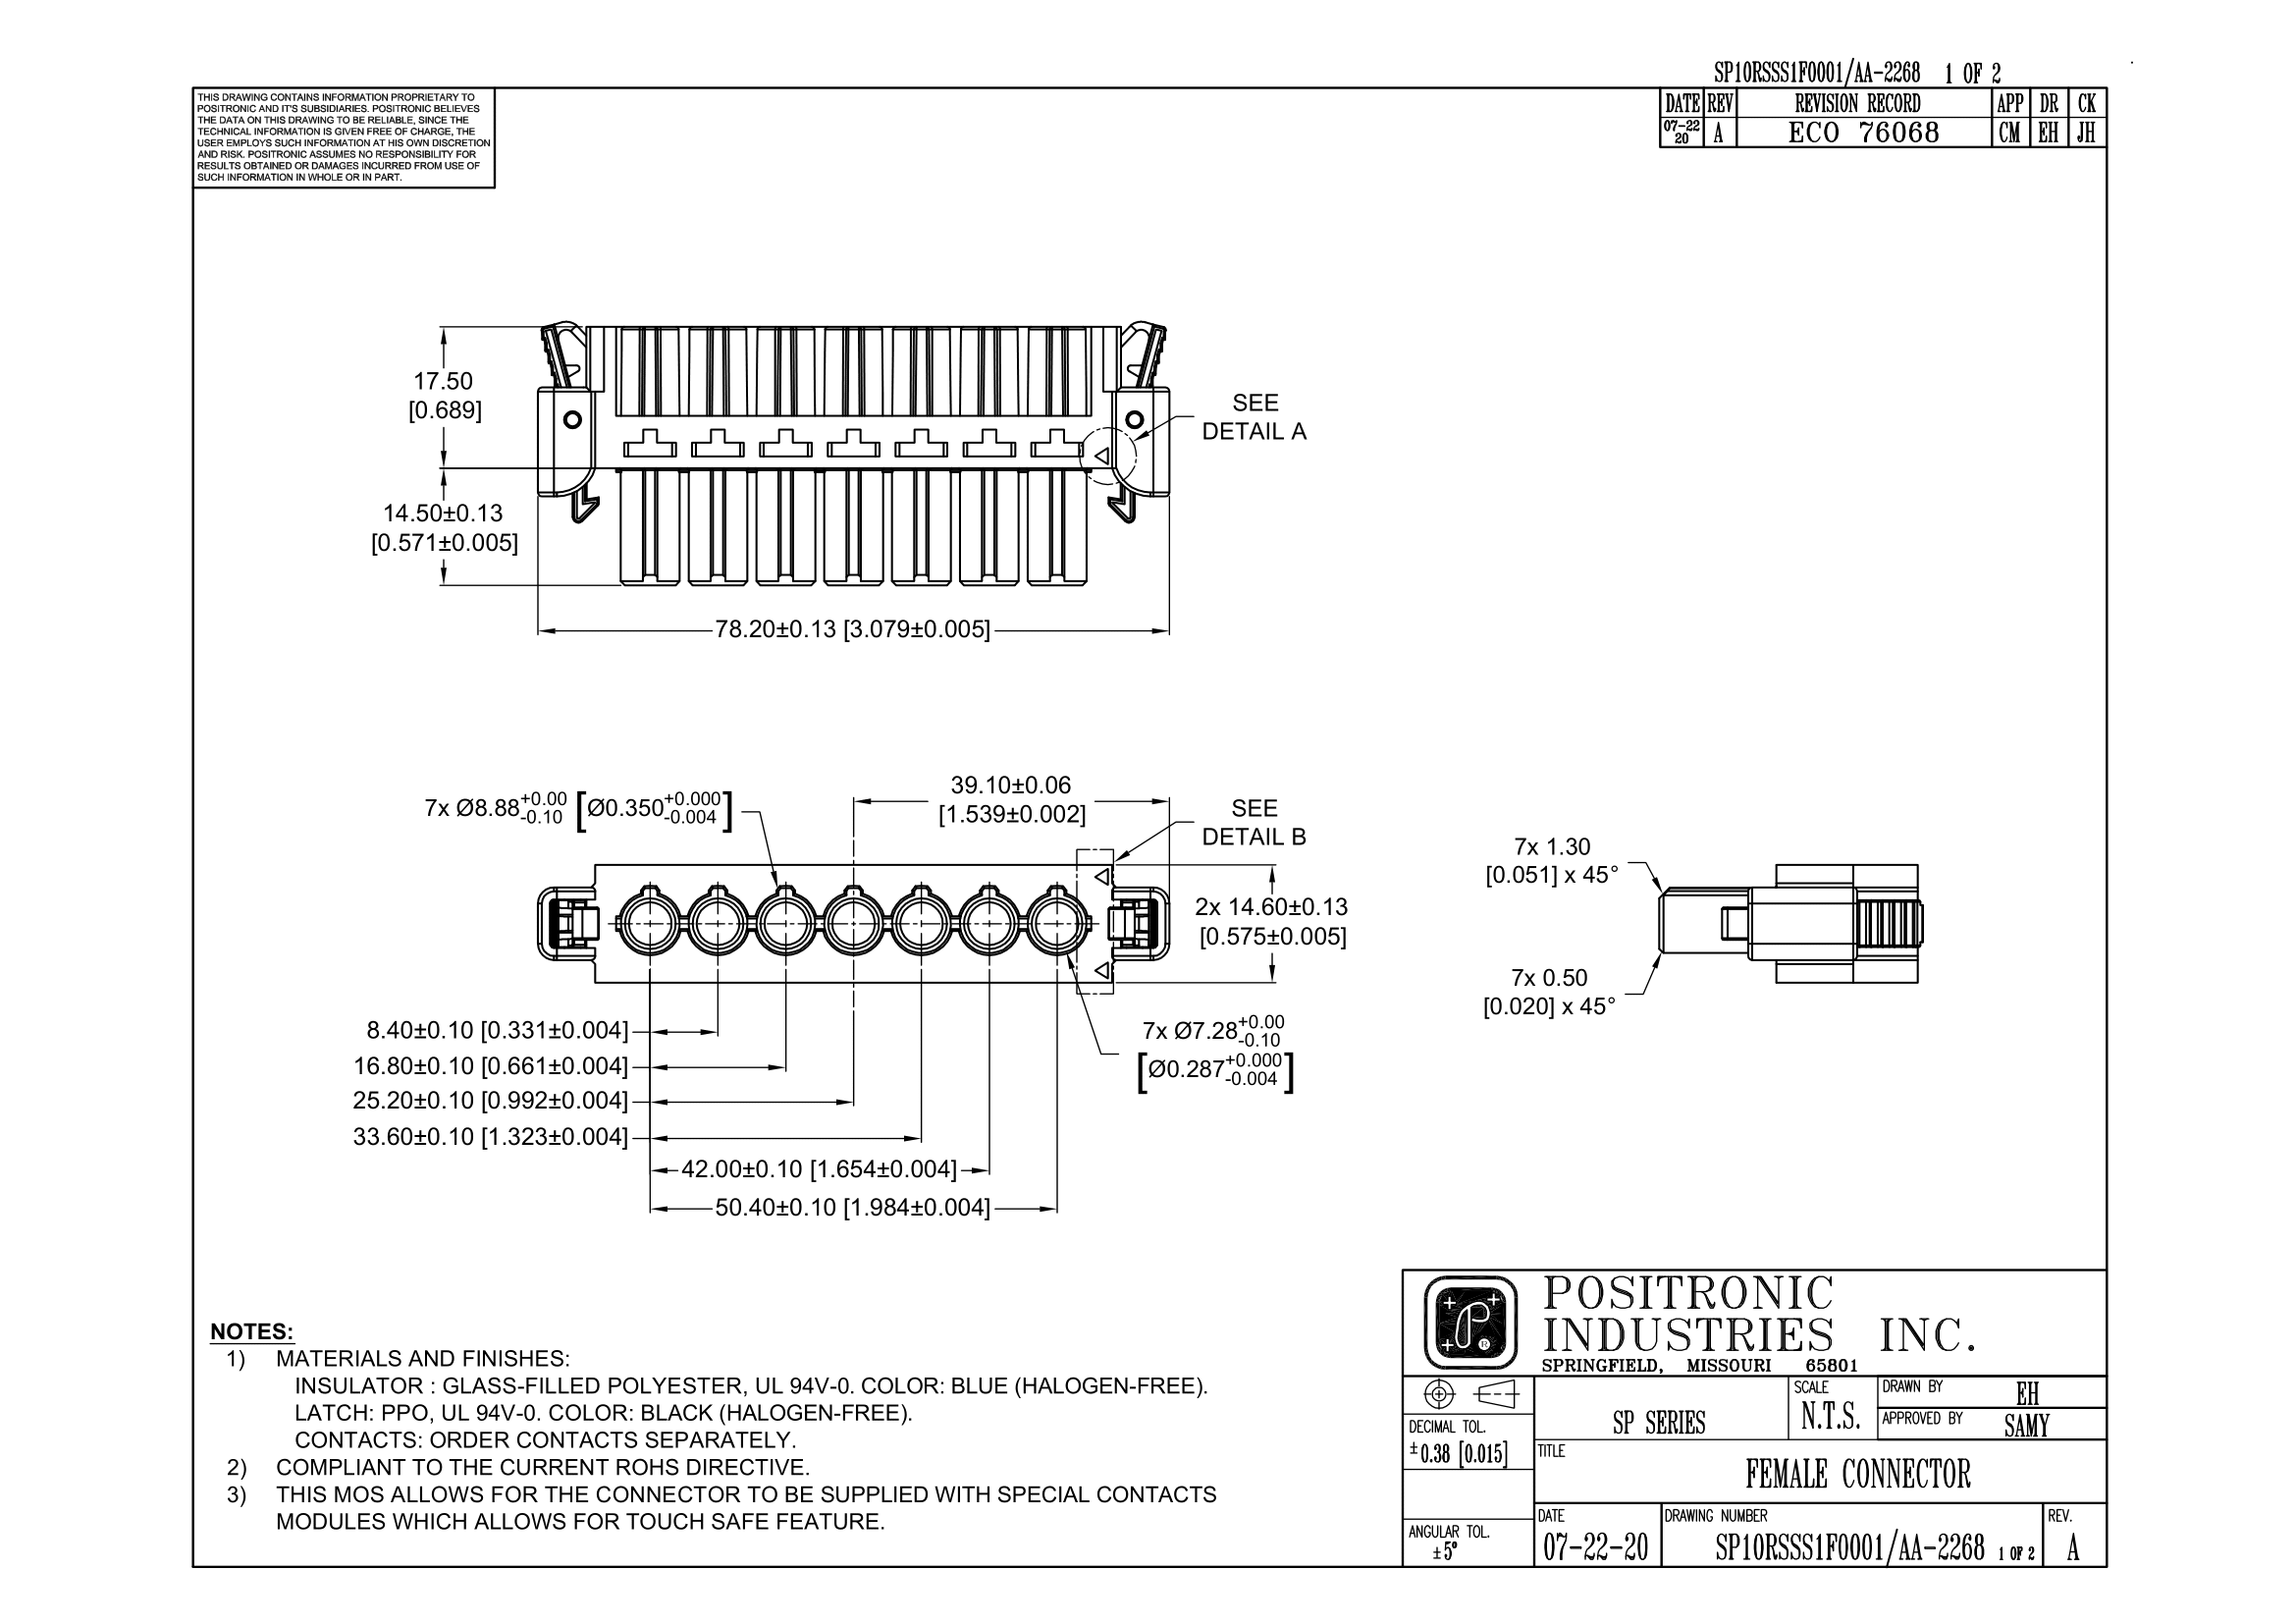 SP10RSSS1F0001/AA-2268 1 OF 2
THIS DRAWING CONTAINS INFORMATION PROPRIETARY TO
POSITRONIC AND IT'S SUBSIDIARIES. POSITRONIC BELIEVES
THE DATA ON THIS DRAWING TO BE RELIABLE, SINCE THE
TECHNICAL INFORMATION IS GIVEN FREE OF CHARGE, THE
USER EMPLOYS SUCH INFORMATION AT HIS OWN DISCRETION
AND RISK. POSITRONIC ASSUMES NO RESPONSIBILITY FOR
RESULTS OBTAINED OR DAMAGES INCURRED FROM USE OF
SUCH INFORMATION IN WHOLE OR IN PART.
DATE REV REVISION RECORD APP DR CK
07-22
20 A ECO 76068 CM EH JH
17.50
[0.689]
SEE
DETAIL A
14.50±0.13
[0.571±0.005]
78.20±0.13 [3.079±0.005]
7x Ø8.88+0.00 -0.10 [Ø0.350+0.000 -0.004]
39.10±0.06
[1.539±0.002]
SEE
DETAIL B
2x 14.60±0.13
[0.575±0.005]
7x 1.30
[0.051] x 45°
7x 0.50
[0.020] x 45°
8.40±0.10 [0.331±0.004]
16.80±0.10 [0.661±0.004]
25.20±0.10 [0.992±0.004]
33.60±0.10 [1.323±0.004]
42.00±0.10 [1.654±0.004]
50.40±0.10 [1.984±0.004]
7x Ø7.28+0.00 -0.10
[Ø0.287+0.000 -0.004]
NOTES:
1) MATERIALS AND FINISHES:
INSULATOR : GLASS-FILLED POLYESTER, UL 94V-0. COLOR: BLUE (HALOGEN-FREE).
LATCH: PPO, UL 94V-0. COLOR: BLACK (HALOGEN-FREE).
CONTACTS: ORDER CONTACTS SEPARATELY.
2) COMPLIANT TO THE CURRENT ROHS DIRECTIVE.
3) THIS MOS ALLOWS FOR THE CONNECTOR TO BE SUPPLIED WITH SPECIAL CONTACTS
MODULES WHICH ALLOWS FOR TOUCH SAFE FEATURE.
P ®
POSITRONIC
INDUSTRIES INC.
SPRINGFIELD, MISSOURI 65801
DECIMAL TOL.
±0.38 [0.015]
ANGULAR TOL.
±5°
SP SERIES
SCALE
N.T.S.
DRAWN BY EH
APPROVED BY SAMY
TITLE
FEMALE CONNECTOR
DATE
07-22-20
DRAWING NUMBER
SP10RSSS1F0001/AA-2268 1 OF 2
REV.
A